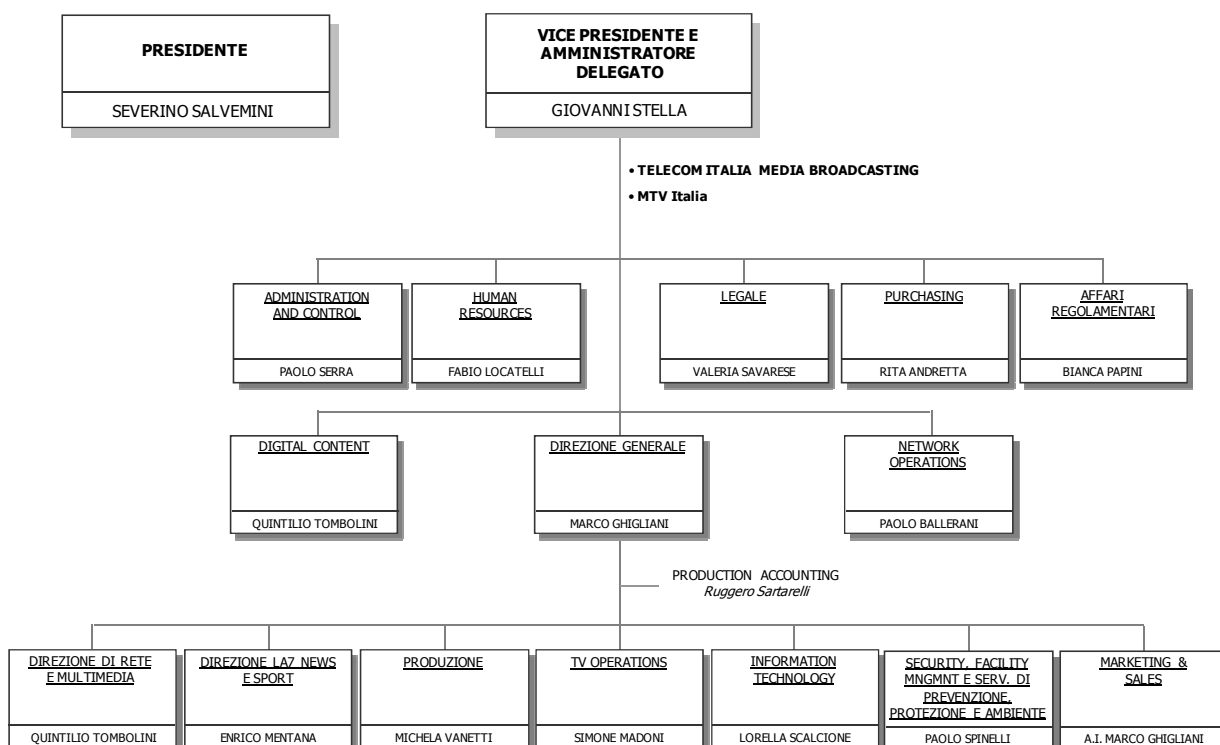 PRESIDENTE
SEVERINO SALVEMINI
VICE PRESIDENTE E
AMMINISTRATORE
DELEGATO
GIOVANNI STELLA
• TELECOM ITALIA MEDIA BROADCASTING
• MTV Italia
ADMINISTRATION
AND CONTROL
PAOLO SERRA
HUMAN
RESOURCES
FABIO LOCATELLI
LEGALE
VALERIA SAVARESE
PURCHASING
RITA ANDRETTA
AFFARI
REGOLAMENTARI
BIANCA PAPINI
DIGITAL CONTENT
QUINTILIO TOMBOLINI
DIREZIONE GENERALE
MARCO GHIGLIANI
NETWORK
OPERATIONS
PAOLO BALLERANI
PRODUCTION ACCOUNTING
Ruggero Sartarelli
DIREZIONE DI RETE
E MULTIMEDIA
QUINTILIO TOMBOLINI
DIREZIONE LA7 NEWS
E SPORT
ENRICO MENTANA
PRODUZIONE
MICHELA VANETTI
TV OPERATIONS
SIMONE MADONI
INFORMATION
TECHNOLOGY
LORELLA SCALCIONE
SECURITY, FACILITY
MNGMNT E SERV. DI
PREVENZIONE,
PROTEZIONE E AMBIENTE
PAOLO SPINELLI
MARKETING &
SALES
A.I. MARCO GHIGLIANI